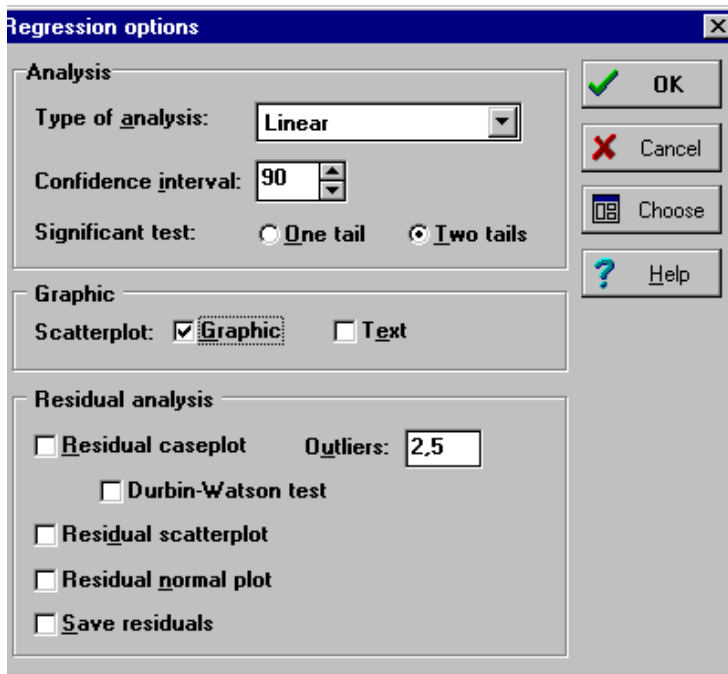 Regression options
Analysis
Type of analysis: Linear
Confidence interval: 90
Significant test: One tail Two tails
Graphic
Scatterplot: Graphic Text
Residual analysis
Residual caseplot Outliers: 2,5
Durbin-Watson test
Residual scatterplot
Residual normal plot
Save residuals
OK
Cancel
Choose
Help